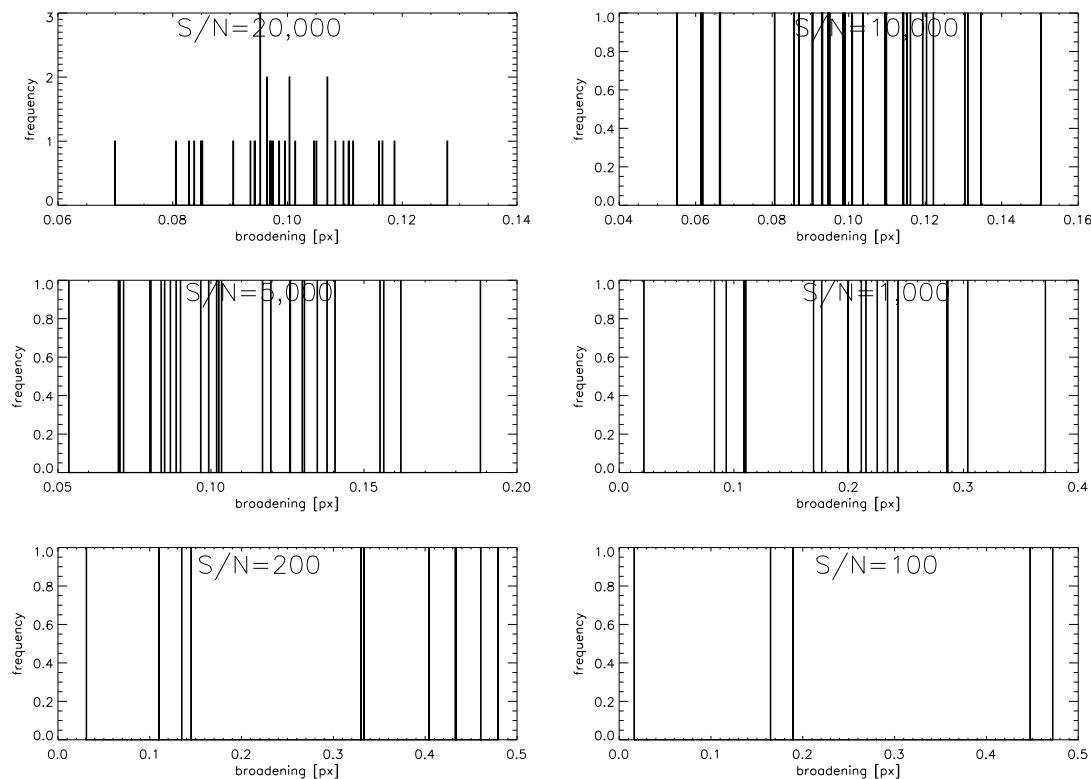 S/N=20,000
3
2
1
0
frequency
0.06 0.08 0.10 0.12 0.14
broadening [px]
S/N=10,000
1.0
0.8
0.6
0.4
0.2
0.0
frequency
0.04 0.06 0.08 0.10 0.12 0.14 0.16
broadening [px]
S/N=5,000
1.0
0.8
0.6
0.4
0.2
0.0
frequency
0.05 0.10 0.15 0.20
broadening [px]
S/N=1,000
1.0
0.8
0.6
0.4
0.2
0.0
frequency
0.0 0.1 0.2 0.3 0.4
broadening [px]
S/N=200
1.0
0.8
0.6
0.4
0.2
0.0
frequency
0.0 0.1 0.2 0.3 0.4 0.5
broadening [px]
S/N=100
1.0
0.8
0.6
0.4
0.2
0.0
frequency
0.0 0.1 0.2 0.3 0.4 0.5
broadening [px]